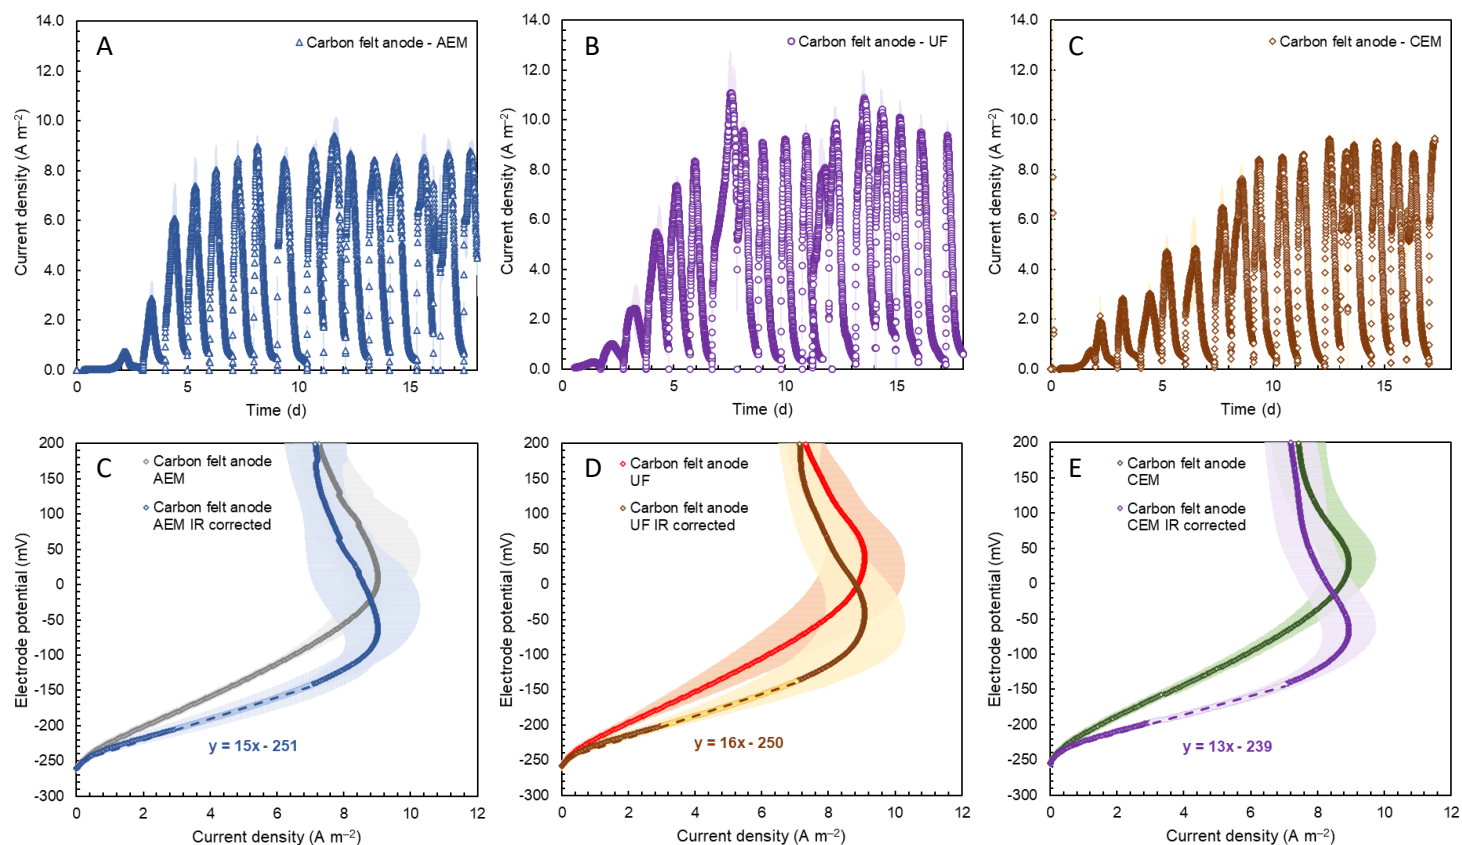 A
Carbon felt anode - AEM
14.0
12.0
10.0
8.0
6.0
4.0
2.0
0.0
Current density (A m⁻²)
0 5 10 15
Time (d)
B
Carbon felt anode - UF
14.0
12.0
10.0
8.0
6.0
4.0
2.0
0.0
Current density (A m⁻²)
0 5 10 15
Time (d)
C
Carbon felt anode - CEM
14.0
12.0
10.0
8.0
6.0
4.0
2.0
0.0
Current density (A m⁻²)
0 5 10 15
Time (d)
C
Carbon felt anode
AEM
Carbon felt anode
AEM IR corrected
200
150
100
50
0
-50
-100
-150
-200
-250
-300
Electrode potential (mV)
y = 15x - 251
0 2 4 6 8 10 12
Current density (A m⁻²)
D
Carbon felt anode
UF
Carbon felt anode
UF IR corrected
200
150
100
50
0
-50
-100
-150
-200
-250
-300
Electrode potential (mV)
y = 16x - 250
0 2 4 6 8 10 12
Current density (A m⁻²)
E
Carbon felt anode
CEM
Carbon felt anode
CEM IR corrected
200
150
100
50
0
-50
-100
-150
-200
-250
-300
Electrode potential (mV)
y = 13x - 239
0 2 4 6 8 10 12
Current density (A m⁻²)